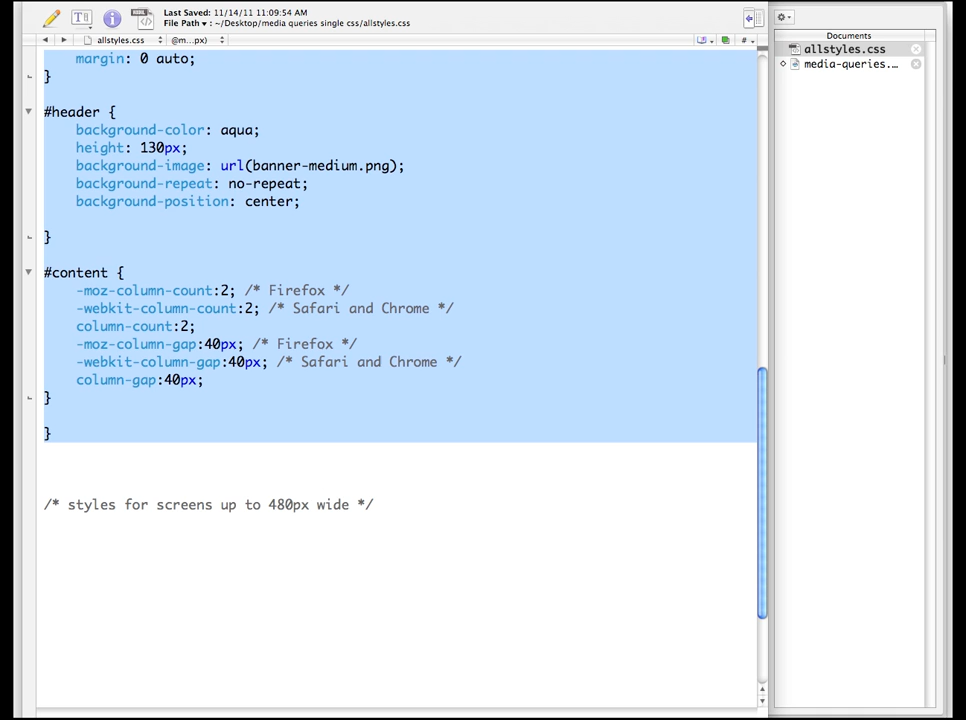 Last Saved: 11/14/11 11:09:54 AM
File Path ▾ : ~/Desktop/media queries single css/allstyles.css
allstyles.css
@m...px)
#
Documents
allstyles.css
media-queries....
margin: 0 auto;
}
#header {
background-color: aqua;
height: 130px;
background-image: url(banner-medium.png);
background-repeat: no-repeat;
background-position: center;
}
#content {
-moz-column-count:2; /* Firefox */
-webkit-column-count:2; /* Safari and Chrome */
column-count:2;
-moz-column-gap:40px; /* Firefox */
-webkit-column-gap:40px; /* Safari and Chrome */
column-gap:40px;
}
}
/* styles for screens up to 480px wide */